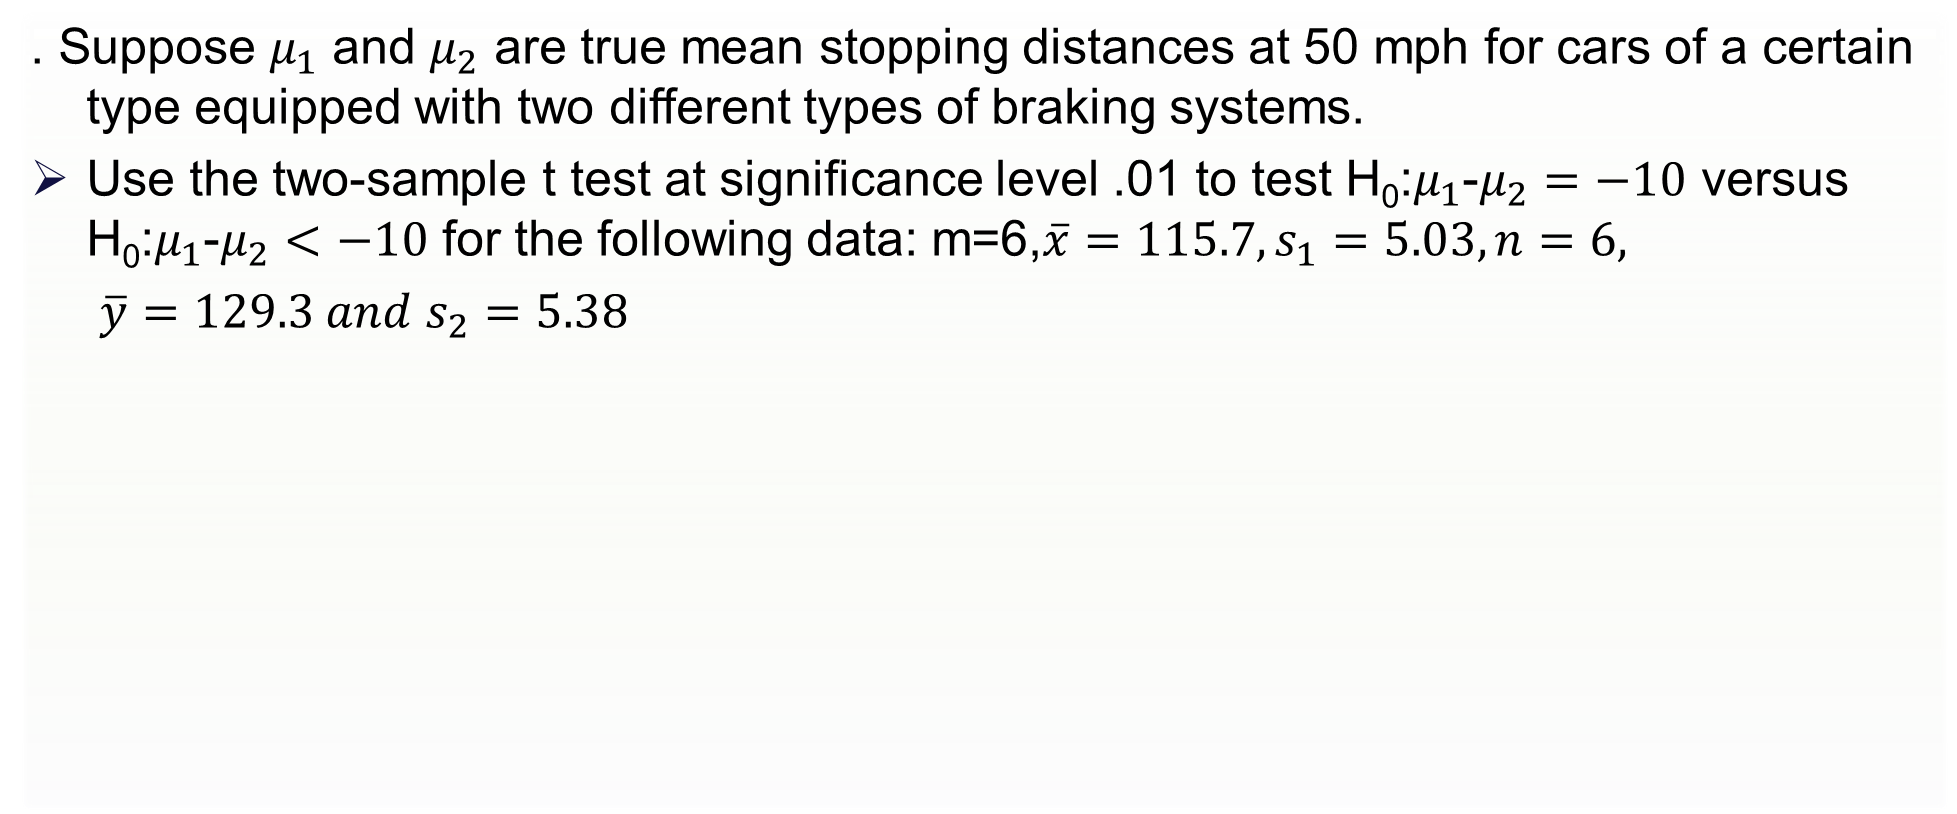 . Suppose μ₁ and μ₂ are true mean stopping distances at 50 mph for cars of a certain
type equipped with two different types of braking systems.
➢ Use the two-sample t test at significance level .01 to test H₀:μ₁-μ₂ = −10 versus
H₀:μ₁-μ₂ < −10 for the following data: m=6,x̅ = 115.7, s₁ = 5.03, n = 6,
y̅ = 129.3 and s₂ = 5.38